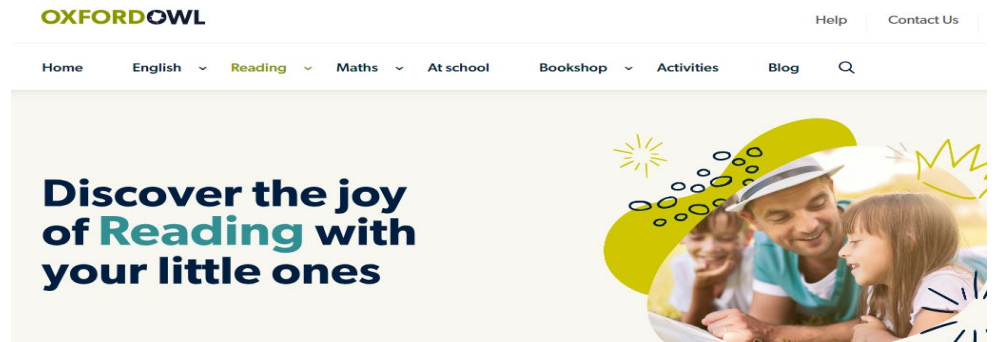 OXFORDOWL
Help Contact Us
Home English Reading Maths At school Bookshop Activities Blog
Discover the joy
of Reading with
your little ones